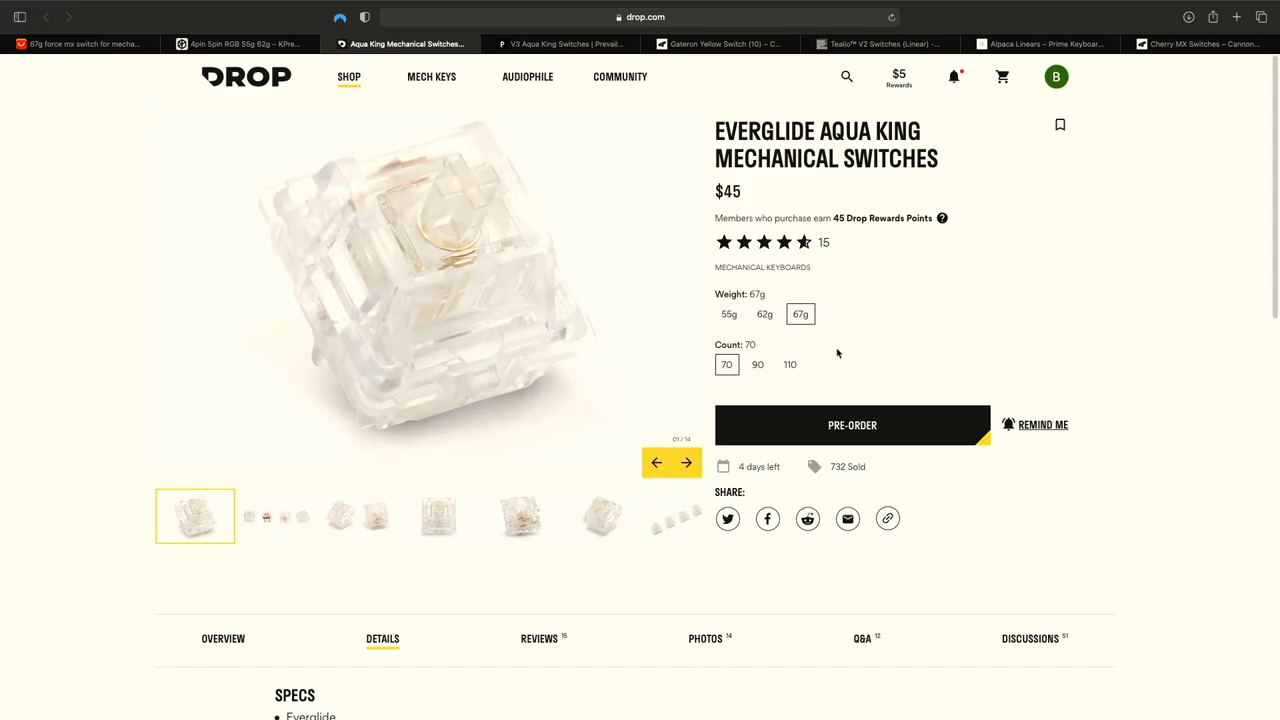 drop.com
67g force mx switch for mecha...
4pin 5pin RGB 55g 62g – KPre...
Aqua King Mechanical Switches...
V3 Aqua King Switches | Prevail...
Gateron Yellow Switch (10) – C...
Tealio™ V2 Switches (Linear) -...
Alpaca Linears – Prime Keyboar...
Cherry MX Switches – Cannon...
DROP
SHOP
MECH KEYS
AUDIOPHILE
COMMUNITY
$5
Rewards
B
EVERGLIDE AQUA KING
MECHANICAL SWITCHES
$45
Members who purchase earn 45 Drop Rewards Points ?
15
MECHANICAL KEYBOARDS
Weight: 67g
55g 62g 67g
Count: 70
70 90 110
01 / 14
PRE-ORDER
REMIND ME
4 days left
732 Sold
SHARE:
OVERVIEW
DETAILS
REVIEWS 15
PHOTOS 14
Q&A 12
DISCUSSIONS 51
SPECS
• Everglide